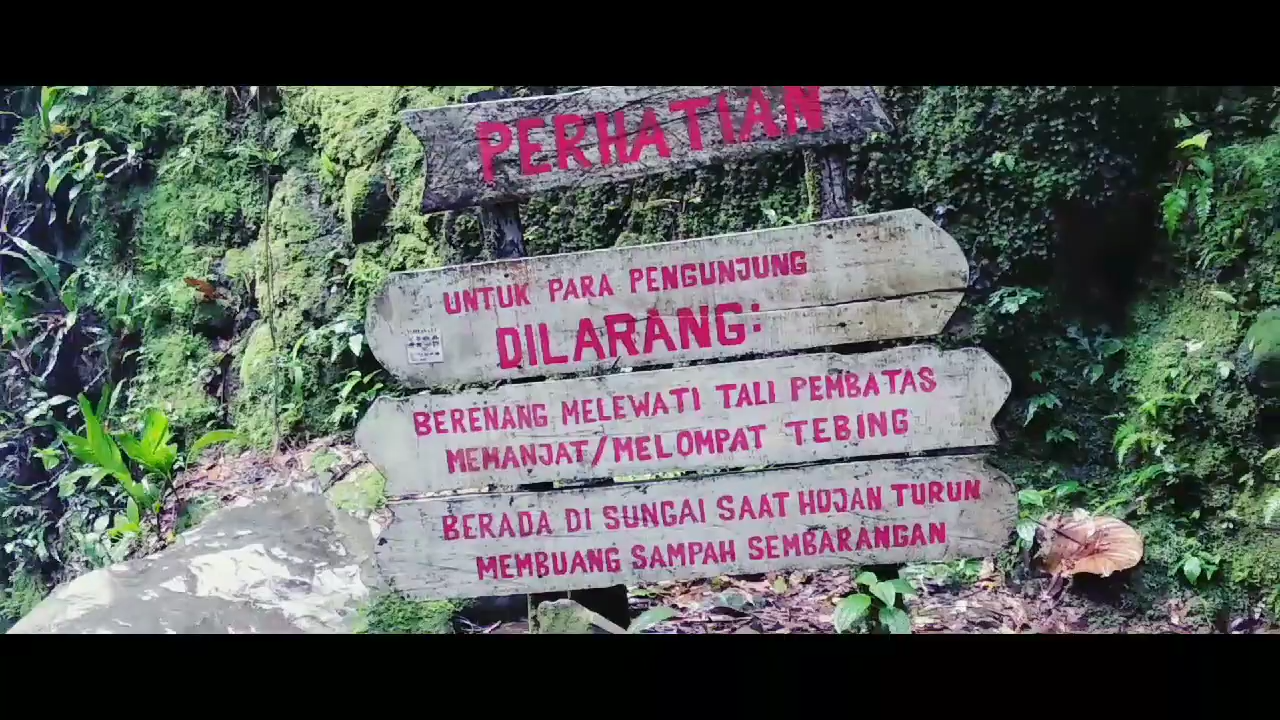 PERHATIAN
UNTUK PARA PENGUNJUNG
DILARANG:
BERENANG MELEWATI TALI PEMBATAS
MEMANJAT/MELOMPAT TEBING
BERADA DI SUNGAI SAAT HUJAN TURUN
MEMBUANG SAMPAH SEMBARANGAN